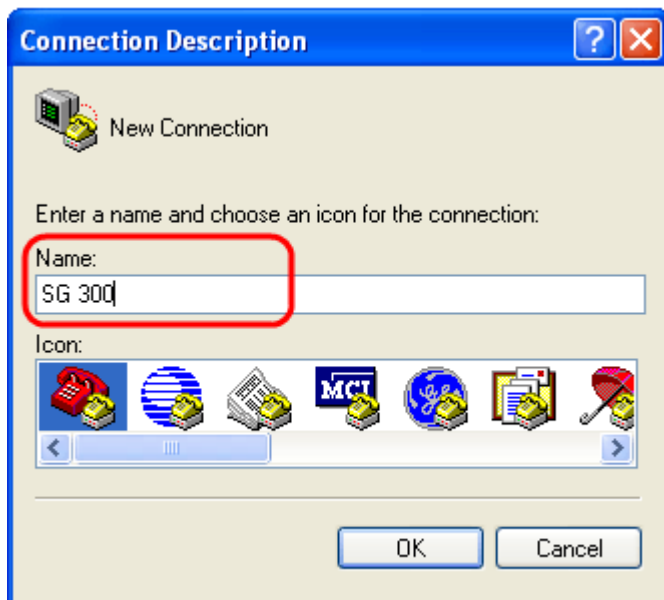 Connection Description
New Connection
Enter a name and choose an icon for the connection:
Name:
SG 300
Icon:
MCI
OK Cancel